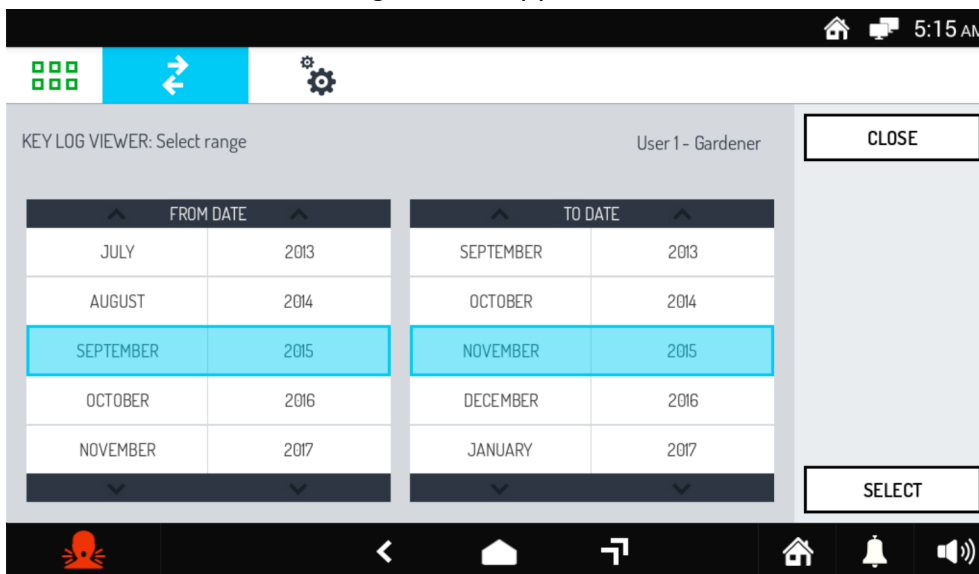 5:15 AM
KEY LOG VIEWER: Select range
User 1 - Gardener
CLOSE
FROM DATE
TO DATE
JULY 2013 SEPTEMBER 2013
AUGUST 2014 OCTOBER 2014
SEPTEMBER 2015 NOVEMBER 2015
OCTOBER 2016 DECEMBER 2016
NOVEMBER 2017 JANUARY 2017
SELECT